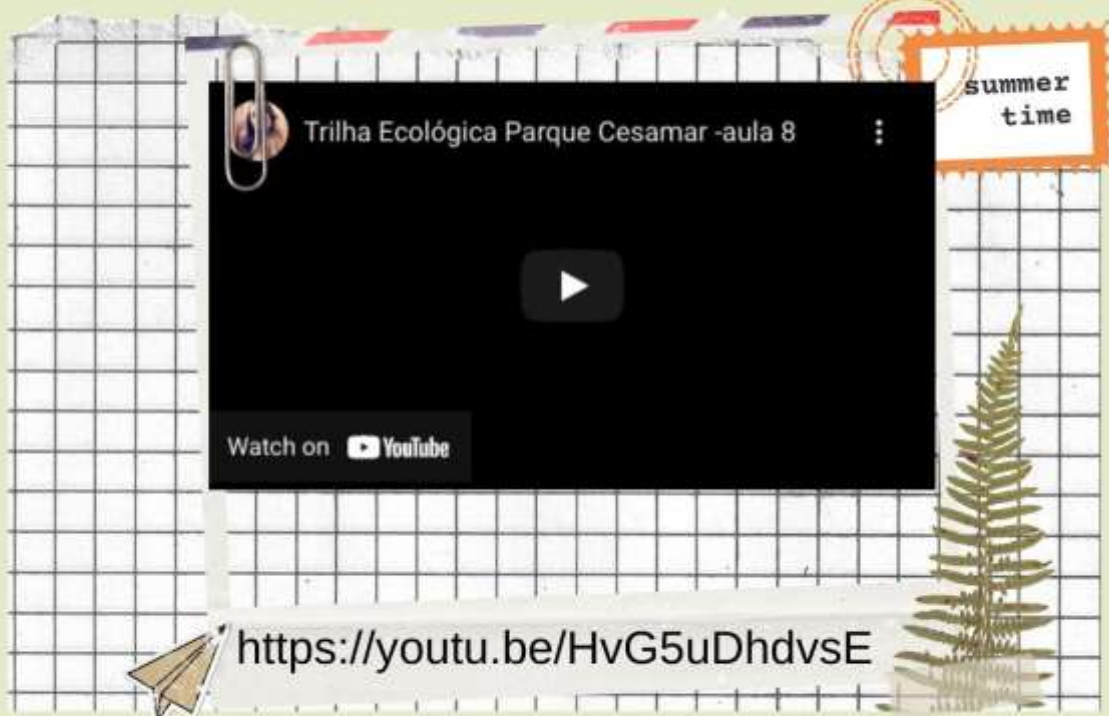 summer
time
Trilha Ecológica Parque Cesamar -aula 8
Watch on YouTube
https://youtu.be/HvG5uDhdvsE